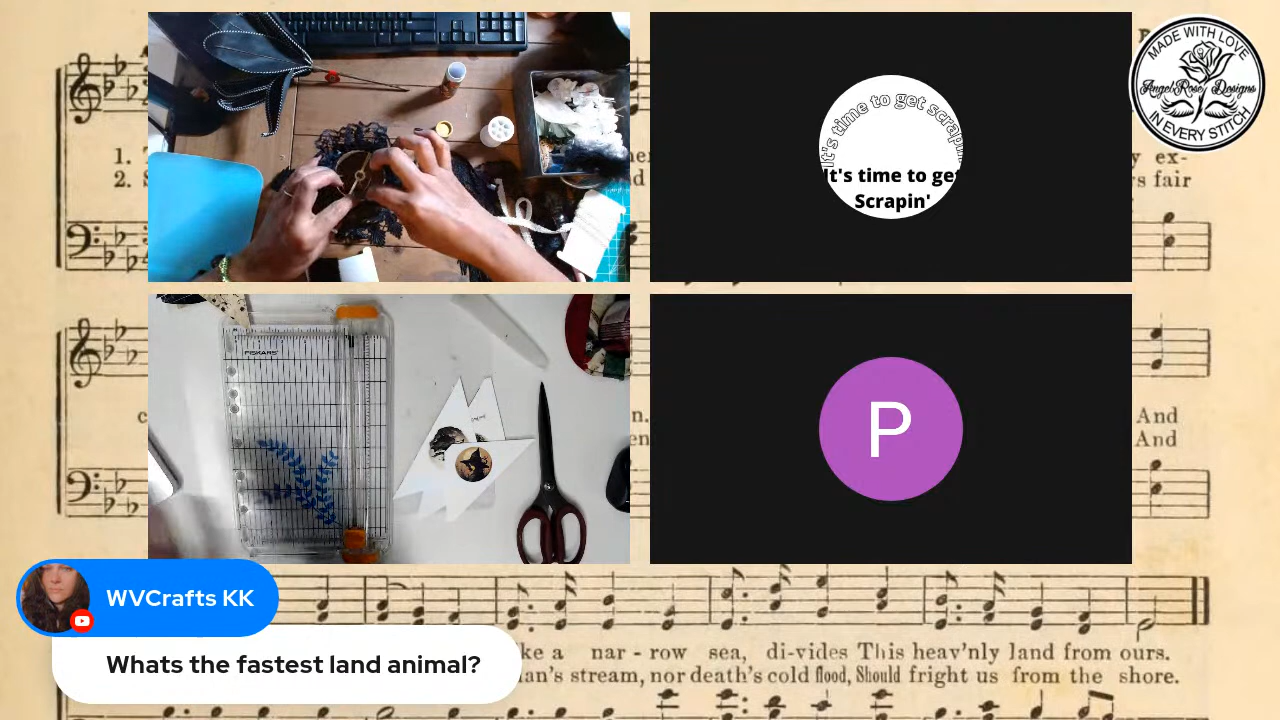 MADE WITH LOVE
AngelRose Designs
IN EVERY STITCH
It's time to get scrapin
It's time to get
Scrapin'
1.
2.
y ex-
rs fair
FISKARS
And
And
P
WVCrafts KK
Whats the fastest land animal?
ke a nar - row sea, di-vides This heav'nly land from ours.
an's stream, nor death's cold flood, Should fright us from the shore.